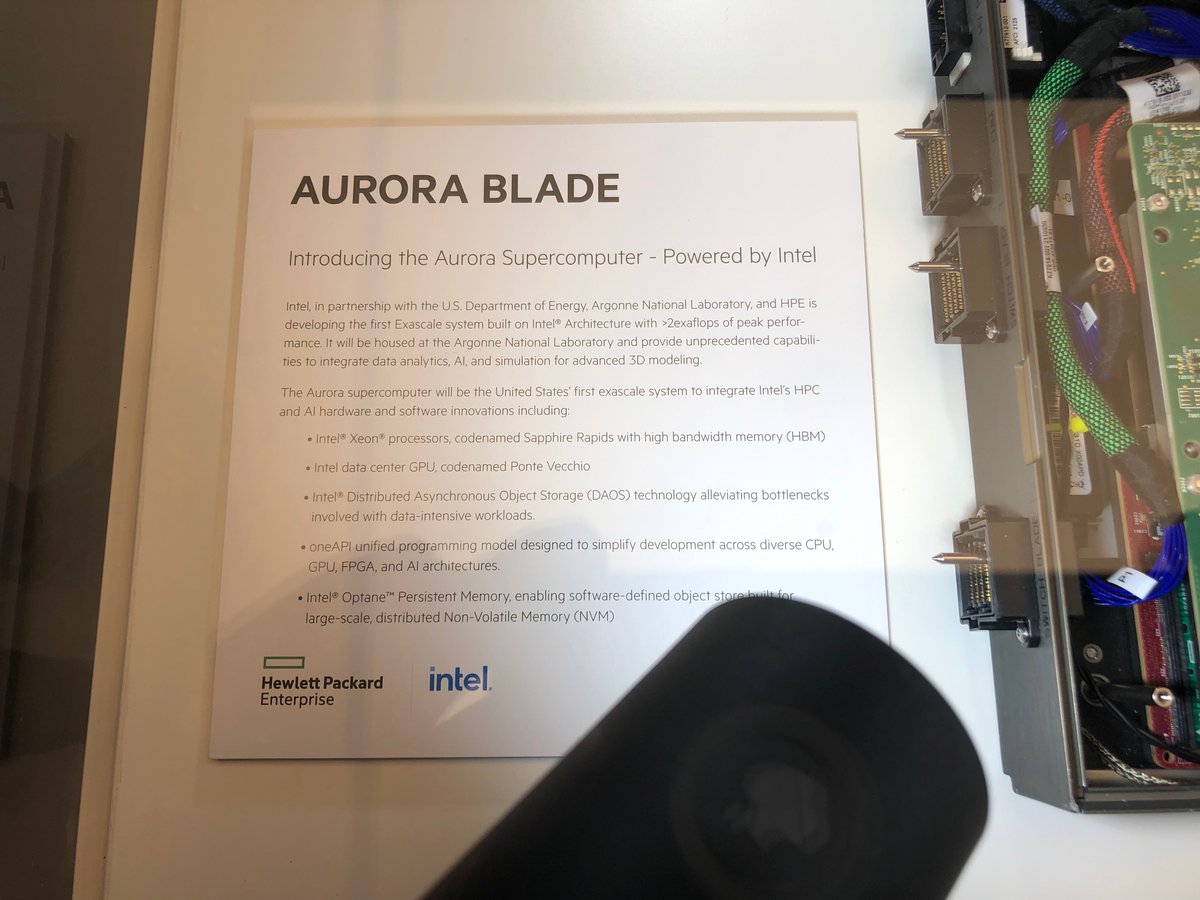 AURORA BLADE
Introducing the Aurora Supercomputer - Powered by Intel
Intel, in partnership with the U.S. Department of Energy, Argonne National Laboratory, and HPE is
developing the first Exascale system built on Intel® Architecture with >2exaflops of peak perfor-
mance. It will be housed at the Argonne National Laboratory and provide unprecedented capabili-
ties to integrate data analytics, AI, and simulation for advanced 3D modeling.
The Aurora supercomputer will be the United States' first exascale system to integrate Intel's HPC
and AI hardware and software innovations including:
• Intel® Xeon® processors, codenamed Sapphire Rapids with high bandwidth memory (HBM)
• Intel data center GPU, codenamed Ponte Vecchio
• Intel® Distributed Asynchronous Object Storage (DAOS) technology alleviating bottlenecks
involved with data-intensive workloads.
• oneAPI unified programming model designed to simplify development across diverse CPU,
GPU, FPGA, and AI architectures.
• Intel® Optane™ Persistent Memory, enabling software-defined object store built for
large-scale, distributed Non-Volatile Memory (NVM)
Hewlett Packard
Enterprise
intel.
SWITCH BLADE
P1